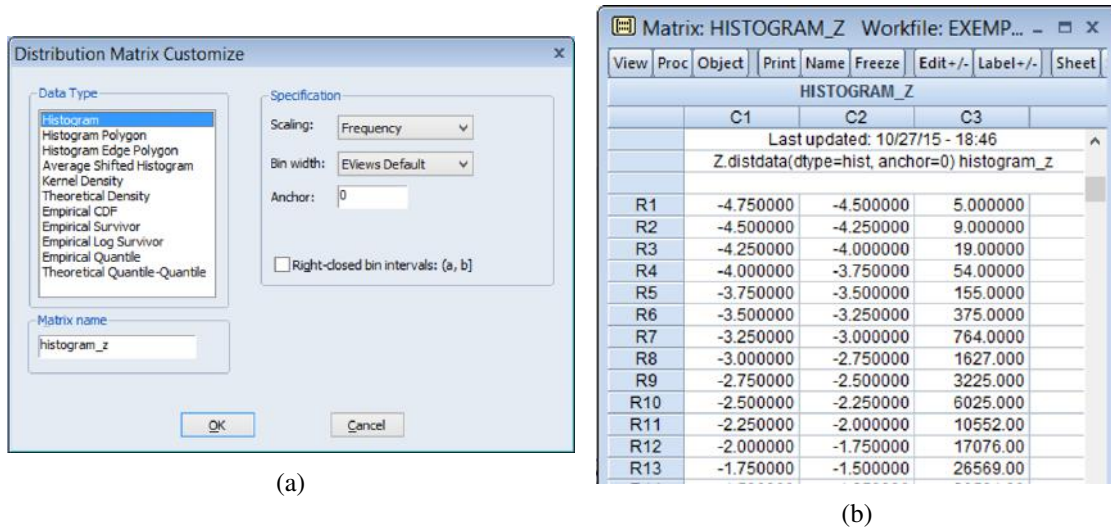 Distribution Matrix Customize x
Data Type
Histogram
Histogram Polygon
Histogram Edge Polygon
Average Shifted Histogram
Kernel Density
Theoretical Density
Empirical CDF
Empirical Survivor
Empirical Log Survivor
Empirical Quantile
Theoretical Quantile-Quantile
Matrix name
histogram_z
Specification
Scaling: Frequency
Bin width: EViews Default
Anchor: 0
Right-closed bin intervals: (a, b]
OK Cancel
(a)
Matrix: HISTOGRAM_Z Workfile: EXEMP...
View Proc Object Print Name Freeze Edit+/- Label+/- Sheet
HISTOGRAM_Z
C1 C2 C3
Last updated: 10/27/15 - 18:46
Z.distdata(dtype=hist, anchor=0) histogram_z
R1 -4.750000 -4.500000 5.000000
R2 -4.500000 -4.250000 9.000000
R3 -4.250000 -4.000000 19.00000
R4 -4.000000 -3.750000 54.00000
R5 -3.750000 -3.500000 155.0000
R6 -3.500000 -3.250000 375.0000
R7 -3.250000 -3.000000 764.0000
R8 -3.000000 -2.750000 1627.000
R9 -2.750000 -2.500000 3225.000
R10 -2.500000 -2.250000 6025.000
R11 -2.250000 -2.000000 10552.00
R12 -2.000000 -1.750000 17076.00
R13 -1.750000 -1.500000 26569.00
(b)